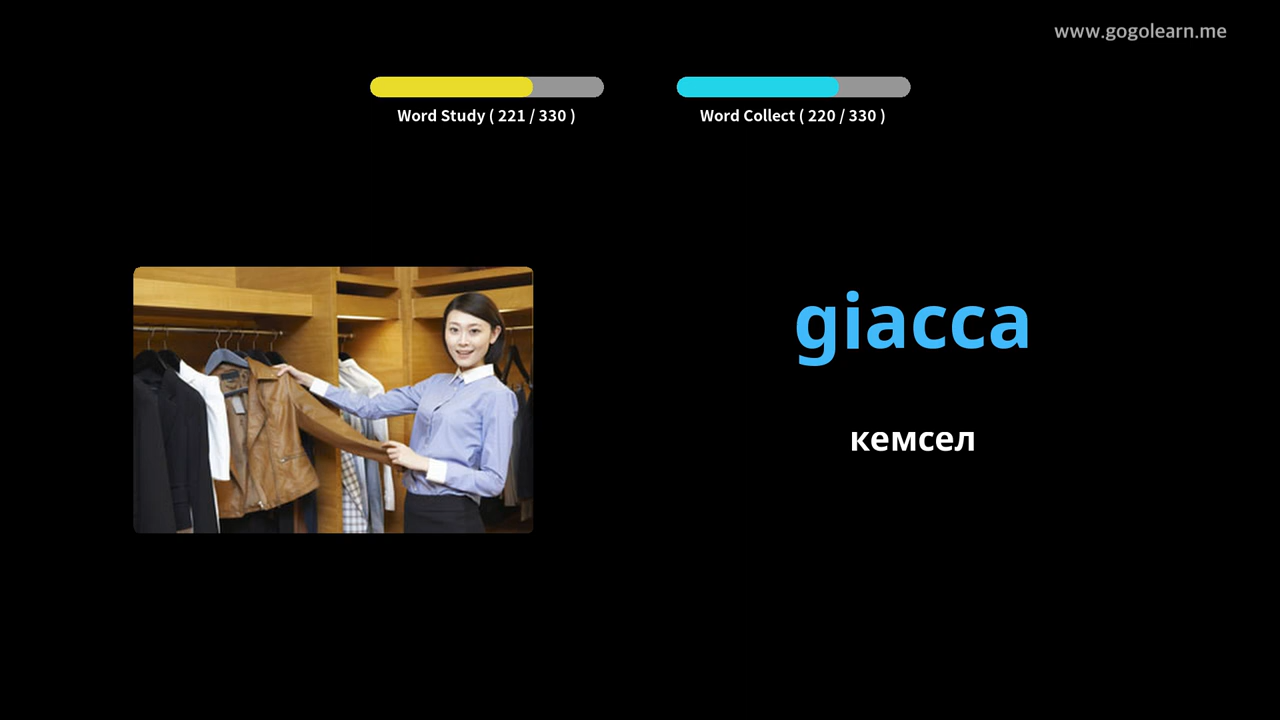 www.gogolearn.me
Word Study ( 221 / 330 )
Word Collect ( 220 / 330 )
giacca
кемсел